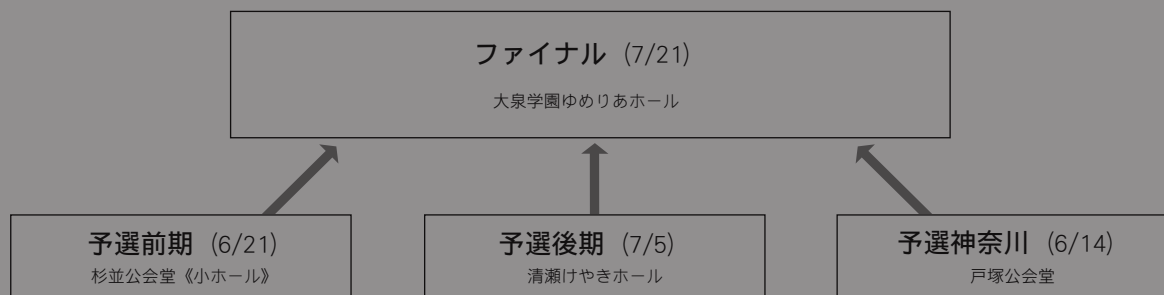 ファイナル (7/21)
大泉学園ゆめりあホール
予選前期 (6/21)
杉並公会堂《小ホール》
予選後期 (7/5)
清瀬けやきホール
予選神奈川 (6/14)
戸塚公会堂